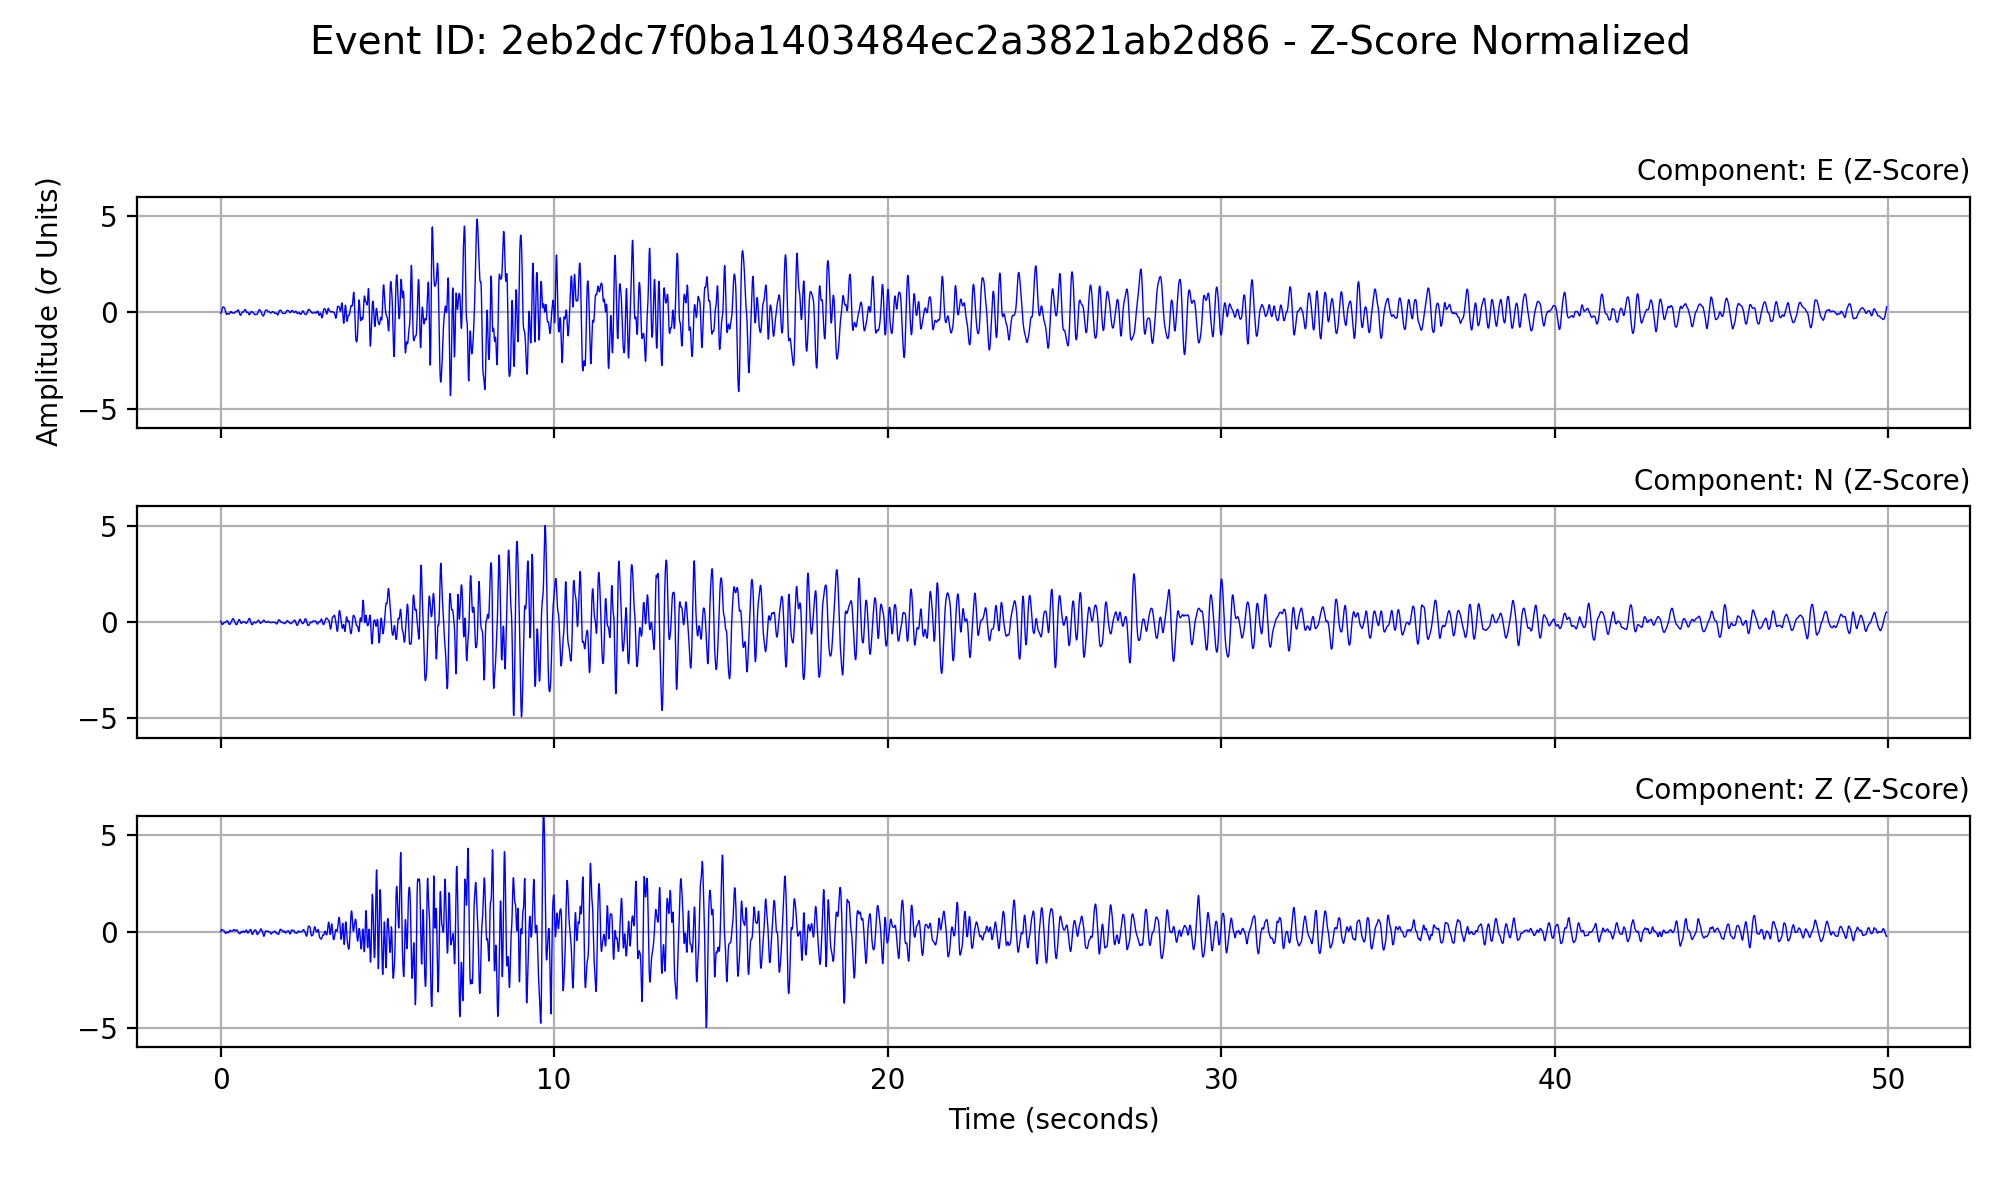 Event ID: 2eb2dc7f0ba1403484ec2a3821ab2d86 - Z-Score Normalized
Component: E (Z-Score)
Amplitude (σ Units)
5
0
−5
Component: N (Z-Score)
5
0
−5
Component: Z (Z-Score)
5
0
−5
0 10 20 30 40 50
Time (seconds)